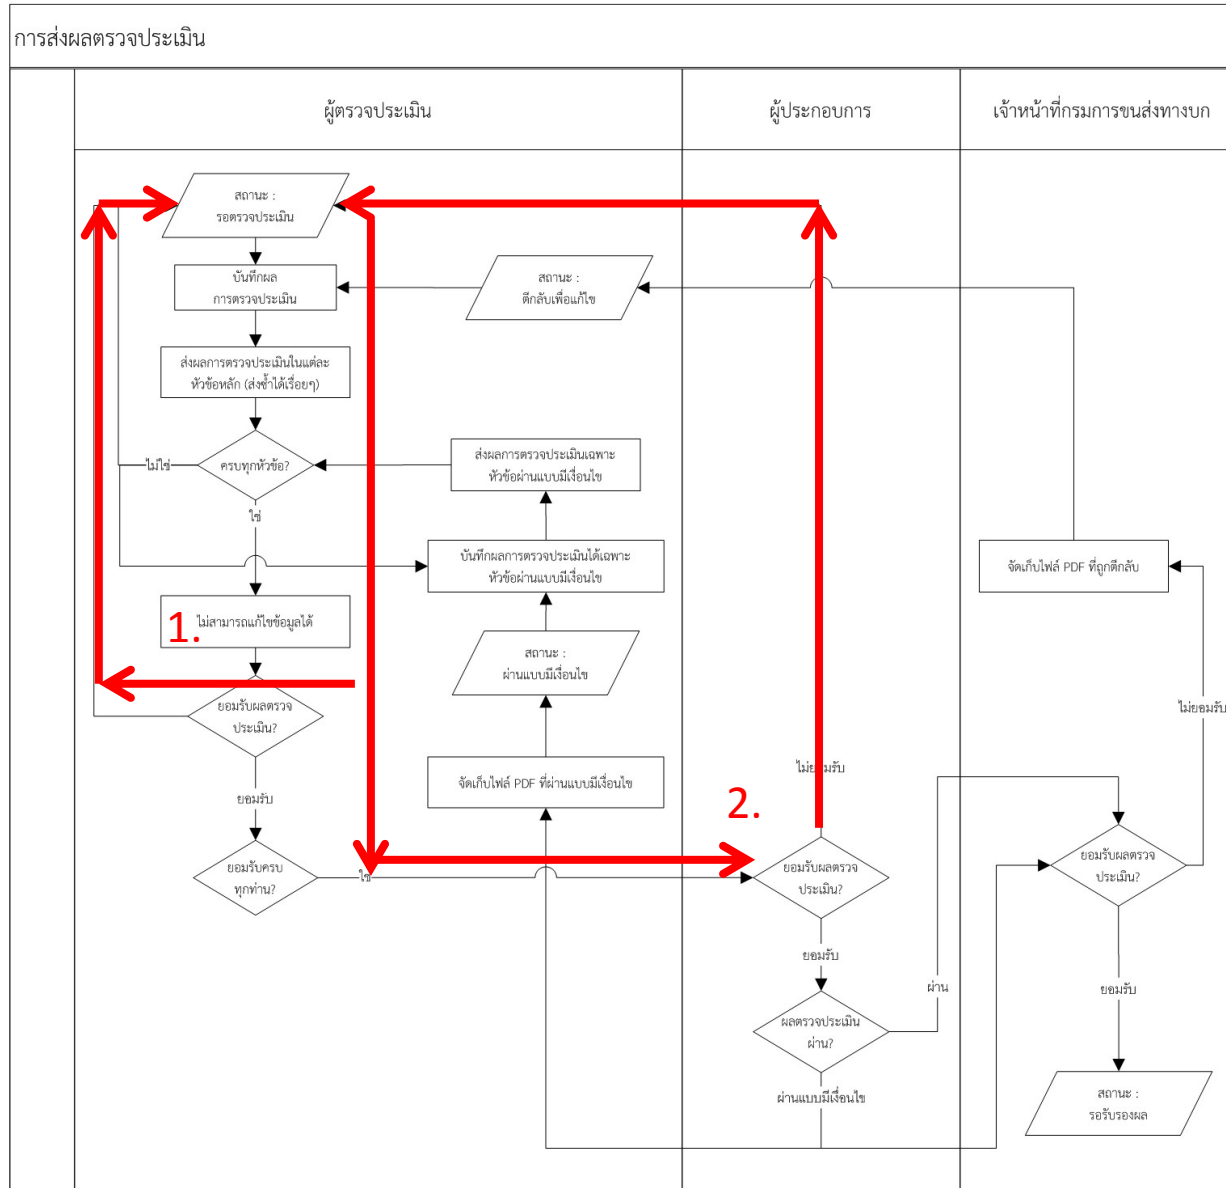 การส่งผลตรวจประเมิน
ผู้ตรวจประเมิน
ผู้ประกอบการ
เจ้าหน้าที่กรมการขนส่งทางบก
สถานะ :
รอตรวจประเมิน
บันทึกผล
การตรวจประเมิน
สถานะ :
ตีกลับเพื่อแก้ไข
ส่งผลการตรวจประเมินในแต่ละ
หัวข้อหลัก (ส่งซ้ำได้เรื่อยๆ)
ไม่ใช่
ครบทุกหัวข้อ?
ส่งผลการตรวจประเมินเฉพาะ
หัวข้อผ่านแบบมีเงื่อนไข
ใช่
บันทึกผลการตรวจประเมินได้เฉพาะ
หัวข้อผ่านแบบมีเงื่อนไข
จัดเก็บไฟล์ PDF ที่ถูกตีกลับ
1.
ไม่สามารถแก้ไขข้อมูลได้
สถานะ :
ผ่านแบบมีเงื่อนไข
ยอมรับผลตรวจ
ประเมิน?
ไม่ยอมรับ
ไม่ยอมรับ
จัดเก็บไฟล์ PDF ที่ผ่านแบบมีเงื่อนไข
ยอมรับ
2.
ยอมรับครบ
ทุกท่าน?
ใช่
ยอมรับผลตรวจ
ประเมิน?
ยอมรับผลตรวจ
ประเมิน?
ยอมรับ
ผ่าน
ยอมรับ
ผลตรวจประเมิน
ผ่าน?
ผ่านแบบมีเงื่อนไข
สถานะ :
รอรับรองผล